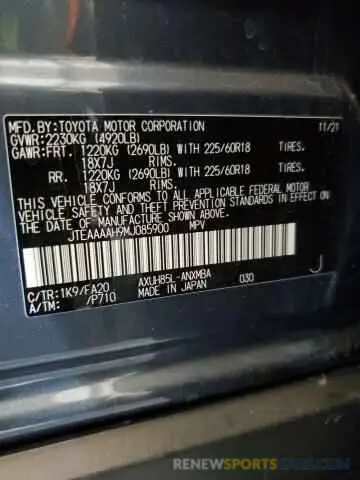 MFD.BY:TOYOTA MOTOR CORPORATION 11/21
GVWR:2230KG (4920LB)
GAWR:FRT. 1220KG (2690LB) WITH 225/60R18 TIRES.
18X7J RIMS.
RR. 1220KG (2690LB) WITH 225/60R18 TIRES.
18X7J RIMS.
THIS VEHICLE CONFORMS TO ALL APPLICABLE FEDERAL MOTOR
VEHICLE SAFETY AND THEFT PREVENTION STANDARDS IN EFFECT ON
THE DATE OF MANUFACTURE SHOWN ABOVE.
JTEAAAAH9MJ085900 MPV
C/TR:1K9/FA20 AXUH85L-ANXMBA 030 J
A/TM: /P710 MADE IN JAPAN
RENEWSPORTSCARS.COM